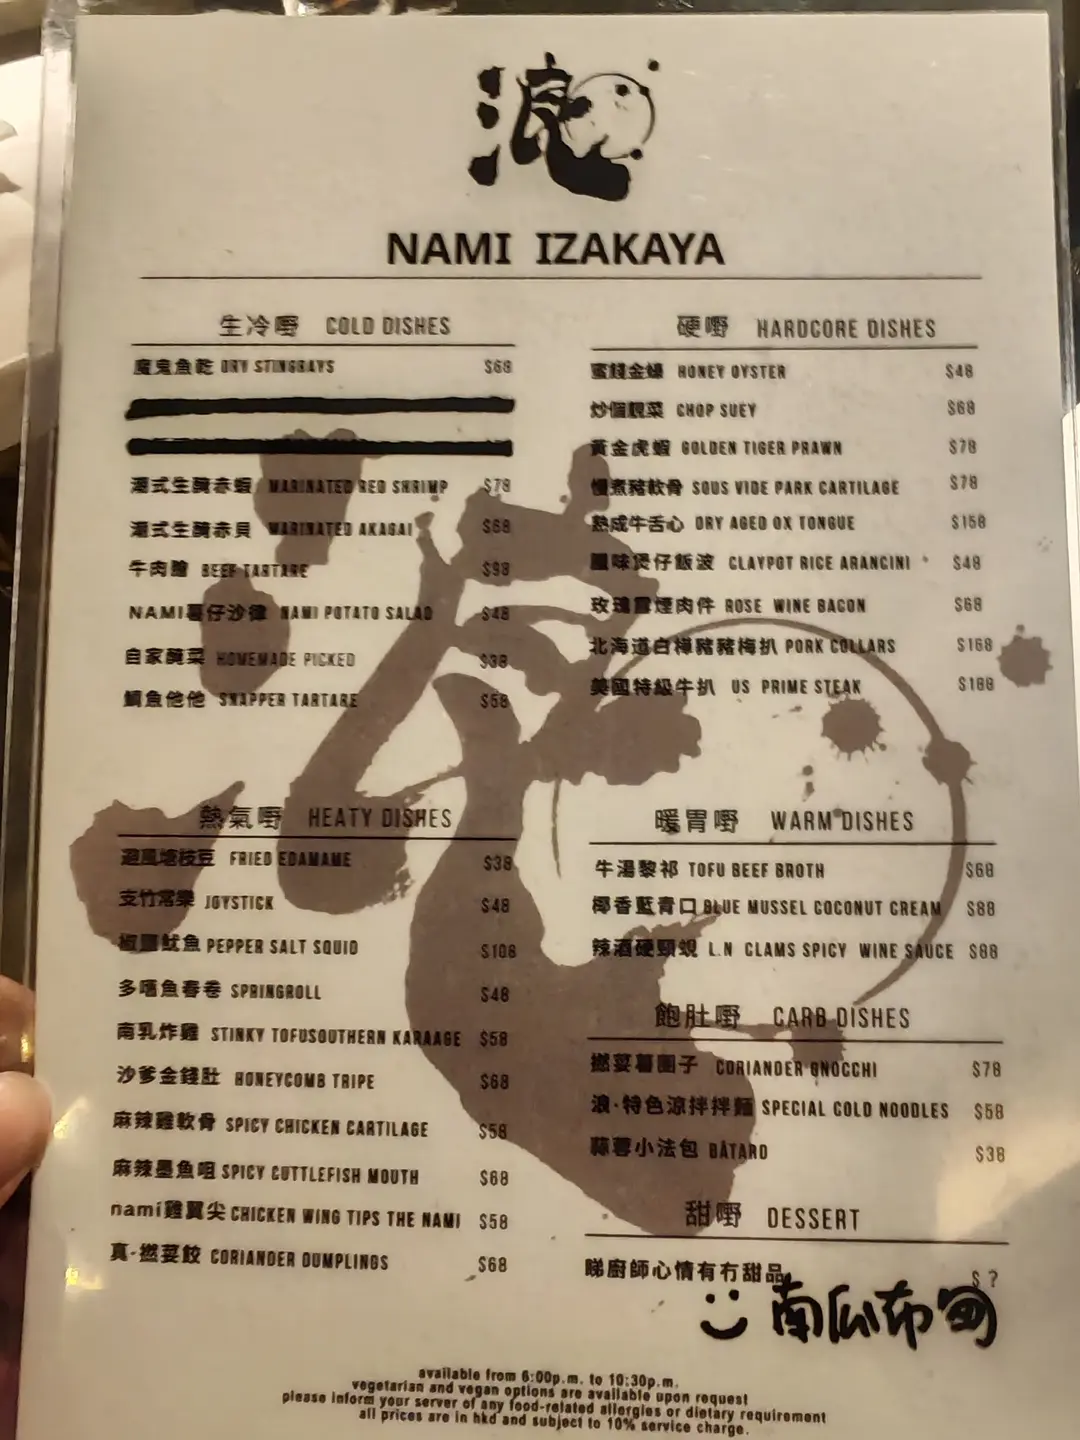 浪
NAMI IZAKAYA
生冷嘢 COLD DISHES
魔鬼魚乾 DRY STINGRAYS $68
潮式生醃赤蝦 MARINATED RED SHRIMP $78
潮式生醃赤貝 MARINATED AKAGAI $68
牛肉膾 BEEF TARTARE $98
NAMI薯仔沙律 NAMI POTATO SALAD $48
自家醃菜 HOMEMADE PICKED $38
鯛魚他他 SNAPPER TARTARE $58
熱氣嘢 HEATY DISHES
避風塘枝豆 FRIED EDAMAME $38
支竹常樂 JOYSTICK $48
椒鹽魷魚 PEPPER SALT SQUID $108
多嗜魚春卷 SPRINGROLL $48
南乳炸雞 STINKY TOFUSOUTHERN KARAAGE $58
沙爹金錢肚 HONEYCOMB TRIPE $68
麻辣雞軟骨 SPICY CHICKEN CARTILAGE $58
麻辣墨魚咀 SPICY CUTTLEFISH MOUTH $68
nami雞翼尖 CHICKEN WING TIPS THE NAMI $58
真·撚荽餃 CORIANDER DUMPLINGS $68
硬嘢 HARDCORE DISHES
蜜餞金蠔 HONEY OYSTER $48
炒個靚菜 CHOP SUEY $68
黃金虎蝦 GOLDEN TIGER PRAWN $78
慢煮豬軟骨 SOUS VIDE PARK CARTILAGE $78
熟成牛舌心 DRY AGED OX TONGUE $158
臘味煲仔飯波 CLAYPOT RICE ARANCINI $48
玫瑰露煙肉件 ROSE WINE BACON $68
北海道白樺豬豬梅扒 PORK COLLARS $168
美國特級牛扒 US PRIME STEAK $188
暖胃嘢 WARM DISHES
牛湯黎祁 TOFU BEEF BROTH $68
椰香藍青口 BLUE MUSSEL COCONUT CREAM $88
辣酒硬頸蜆 L.N CLAMS SPICY WINE SAUCE $88
飽肚嘢 CARB DISHES
撚荽薯團子 CORIANDER GNOCCHI $78
浪·特色涼拌拌麵 SPECIAL COLD NOODLES $58
蒜蓉小法包 BÂTARD $38
甜嘢 DESSERT
睇廚師心情有冇甜品 $ ?
南瓜布甸
available from 6:00p.m. to 10:30p.m.
vegetarian and vegan options are available upon request
please inform your server of any food-related allergies or dietary requirement
all prices are in hkd and subject to 10% service charge.